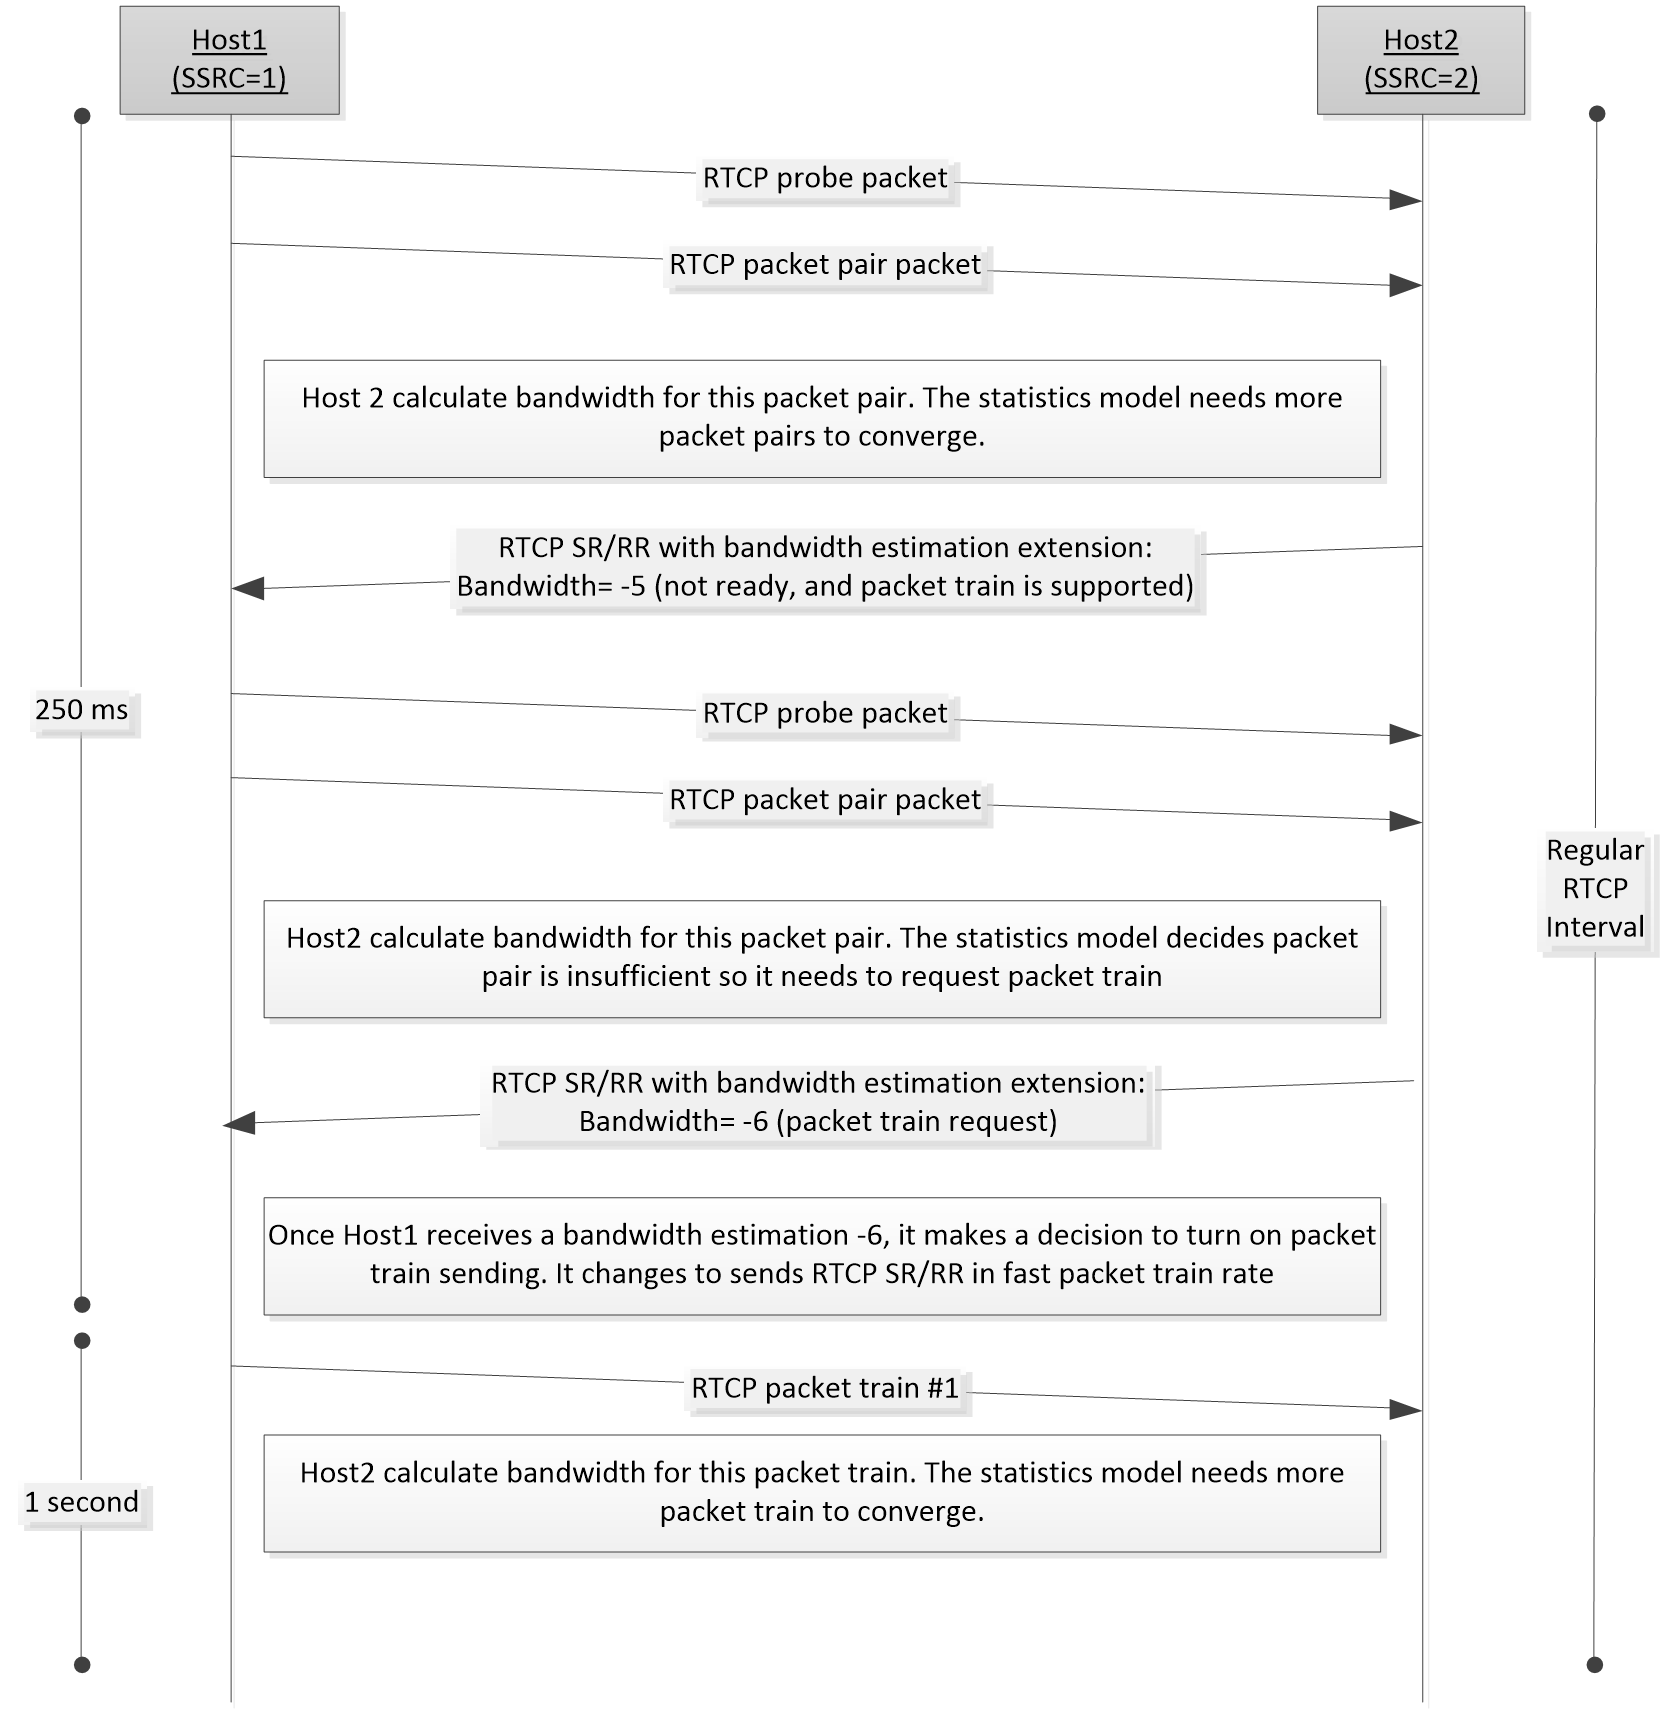 Host1
(SSRC=1)
Host2
(SSRC=2)
RTCP probe packet
RTCP packet pair packet
Host 2 calculate bandwidth for this packet pair. The statistics model needs more
packet pairs to converge.
RTCP SR/RR with bandwidth estimation extension:
Bandwidth= -5 (not ready, and packet train is supported)
250 ms
RTCP probe packet
RTCP packet pair packet
Regular
RTCP
Interval
Host2 calculate bandwidth for this packet pair. The statistics model decides packet
pair is insufficient so it needs to request packet train
RTCP SR/RR with bandwidth estimation extension:
Bandwidth= -6 (packet train request)
Once Host1 receives a bandwidth estimation -6, it makes a decision to turn on packet
train sending. It changes to sends RTCP SR/RR in fast packet train rate
RTCP packet train #1
Host2 calculate bandwidth for this packet train. The statistics model needs more
packet train to converge.
1 second